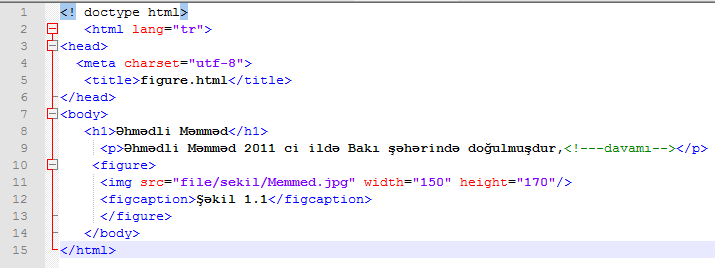 1 <! doctype html>
2 <html lang="tr">
3 <head>
4 <meta charset="utf-8">
5 <title>figure.html</title>
6 </head>
7 <body>
8 <h1>Əhmədli Məmməd</h1>
9 <p>Əhmədli Məmməd 2011 ci ildə Bakı şəhərində doğulmuşdur,<!---davamı--></p>
10 <figure>
11 <img src="file/sekil/Memmed.jpg" width="150" height="170"/>
12 <figcaption>Şəkil 1.1</figcaption>
13 </figure>
14 </body>
15 </html>